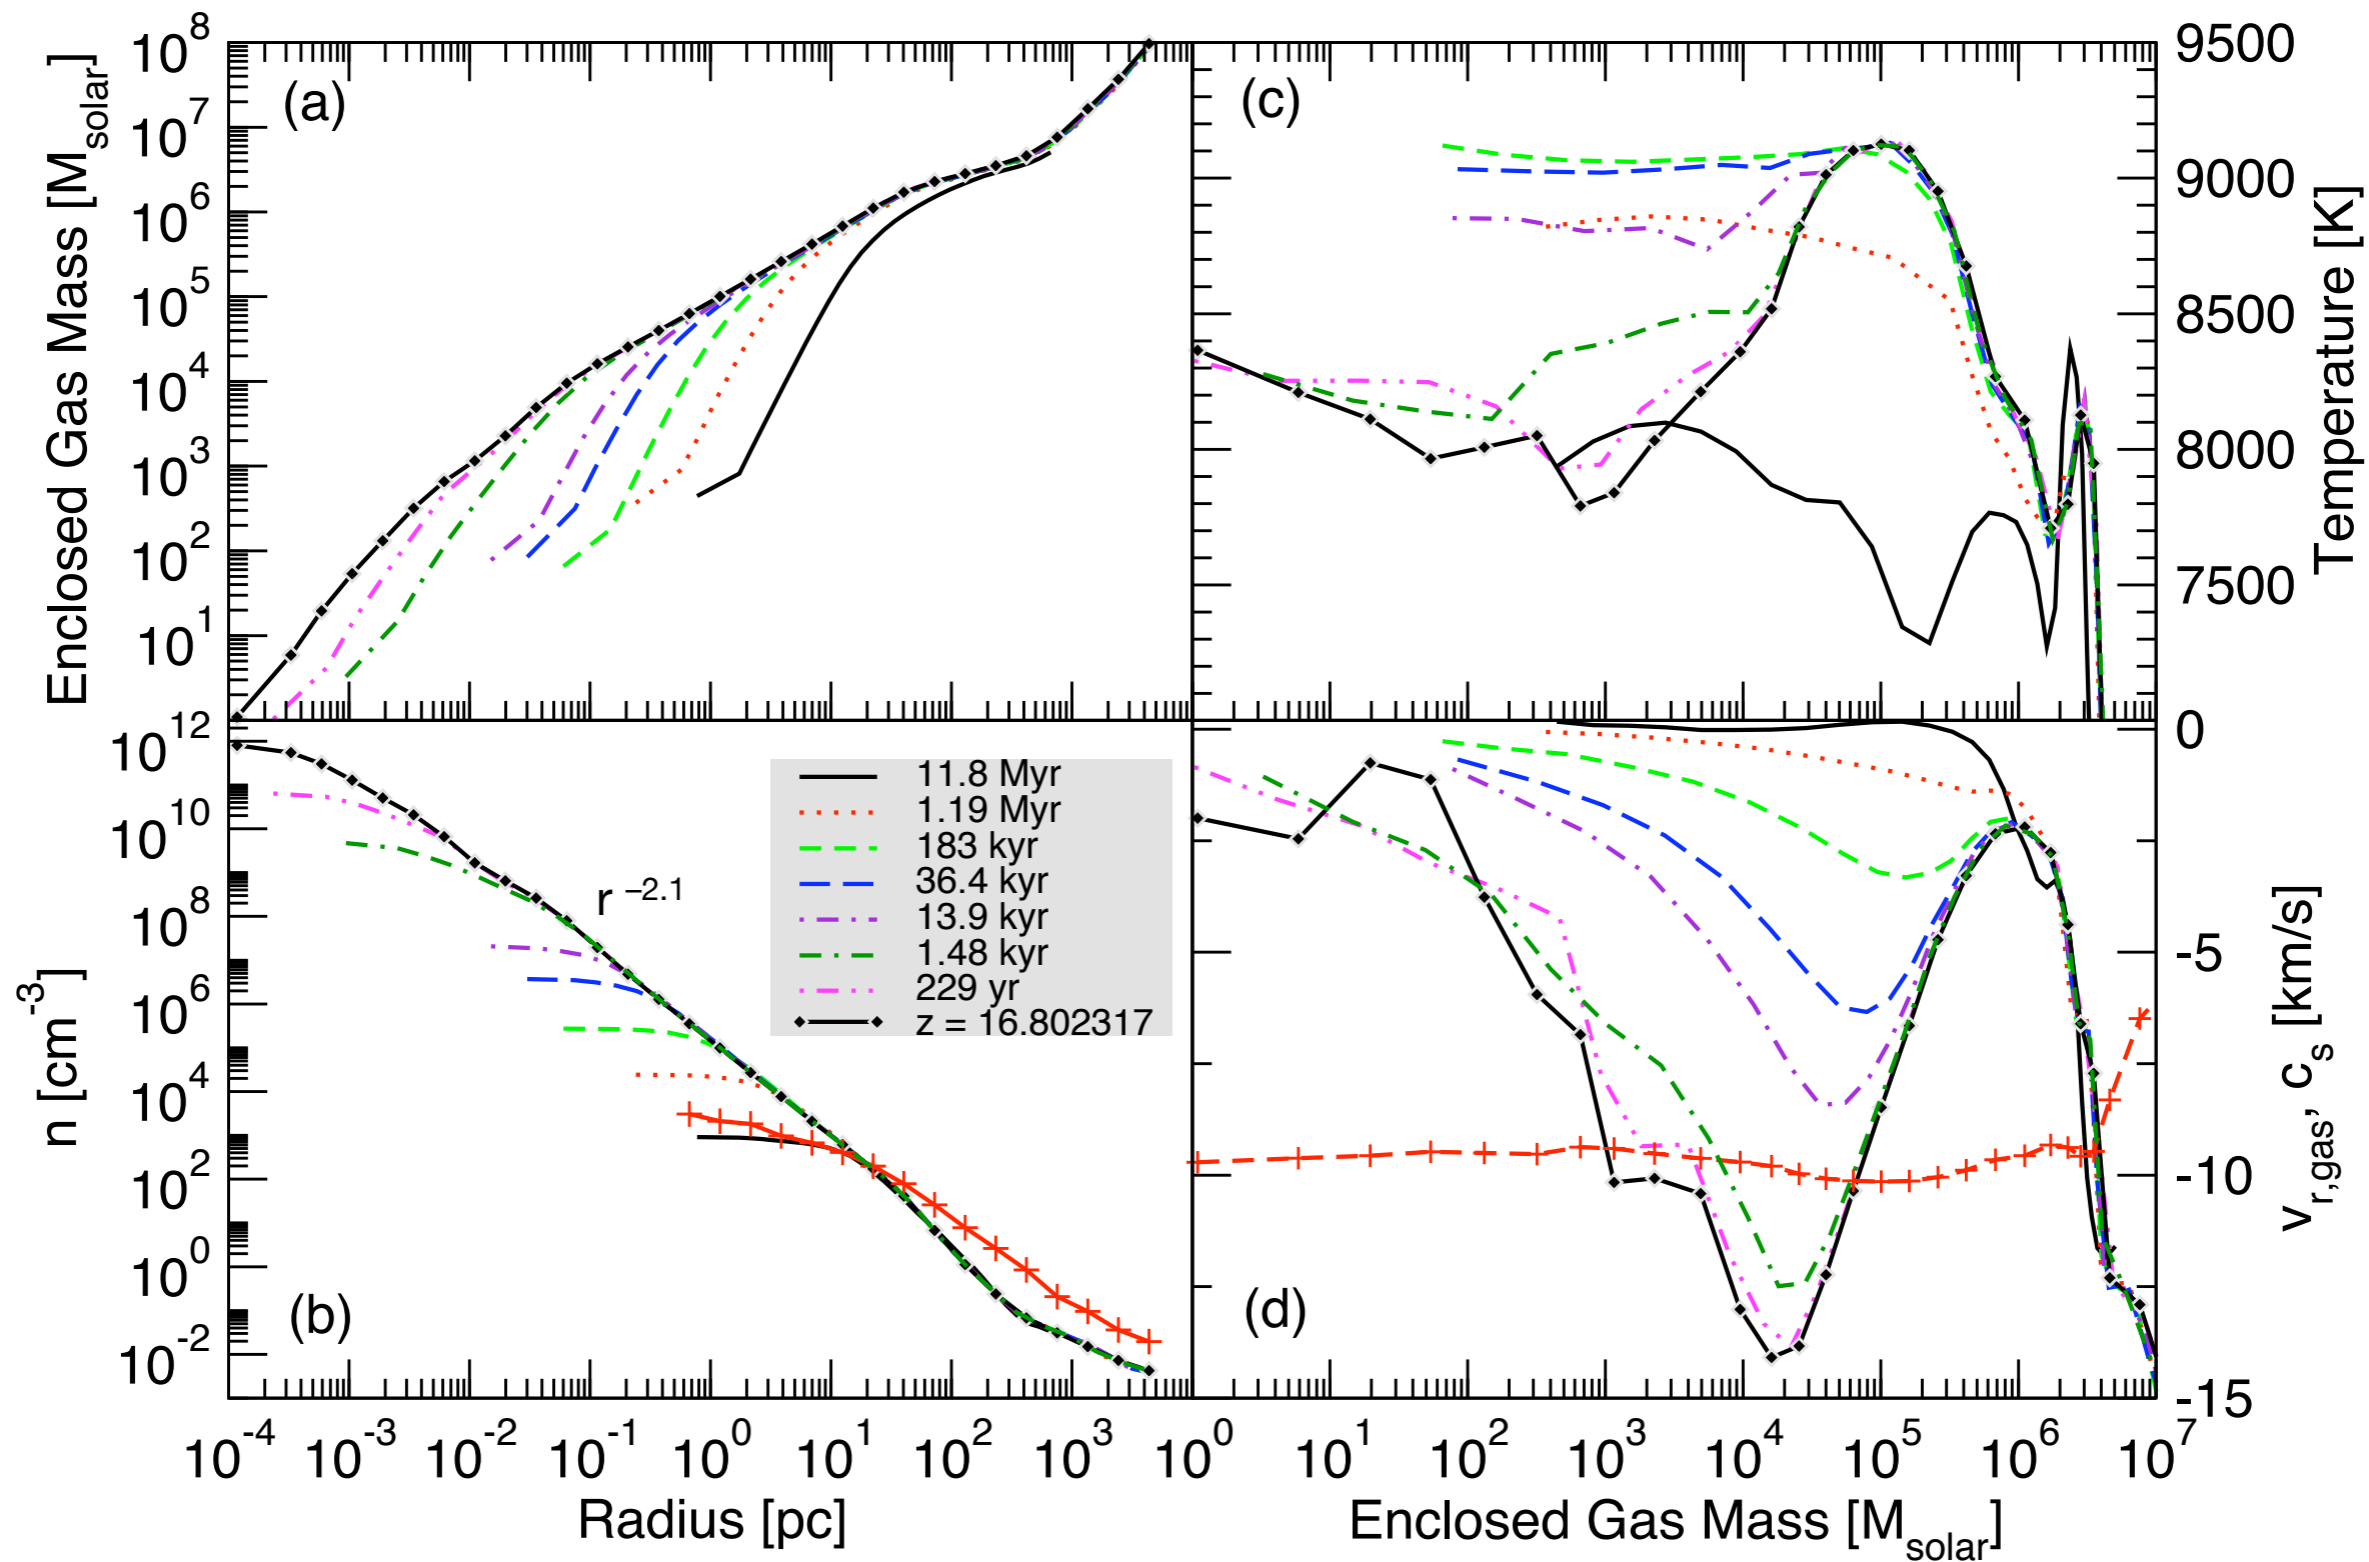 (a)
Enclosed Gas Mass [M_solar]
10^8
10^7
10^6
10^5
10^4
10^3
10^2
10^1
(c)
9500
9000
8500
8000
7500
Temperature [K]
(b)
n [cm^-3]
10^12
10^10
10^8
10^6
10^4
10^2
10^0
10^-2
r^−2.1
11.8 Myr
1.19 Myr
183 kyr
36.4 kyr
13.9 kyr
1.48 kyr
229 yr
z = 16.802317
(d)
0
-5
-10
-15
v_r,gas, c_s [km/s]
10^-4 10^-3 10^-2 10^-1 10^0 10^1 10^2 10^3
Radius [pc]
10^0 10^1 10^2 10^3 10^4 10^5 10^6 10^7
Enclosed Gas Mass [M_solar]